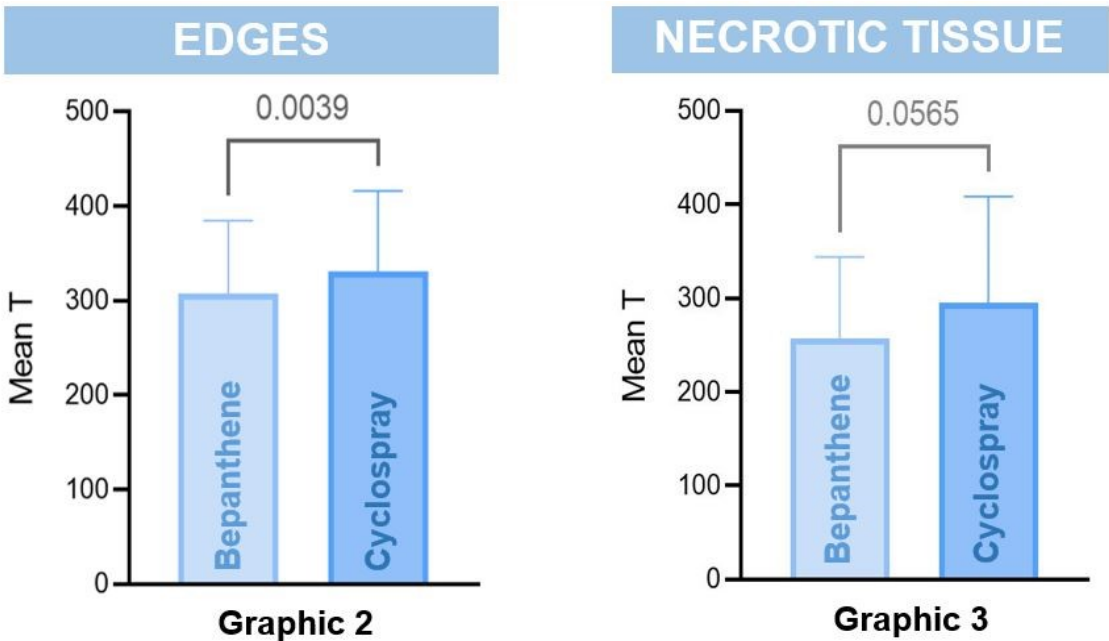 EDGES
0.0039
500
400
300
200
100
0
Mean T
Bepanthene
Cyclospray
Graphic 2
NECROTIC TISSUE
0.0565
500
400
300
200
100
0
Mean T
Bepanthene
Cyclospray
Graphic 3